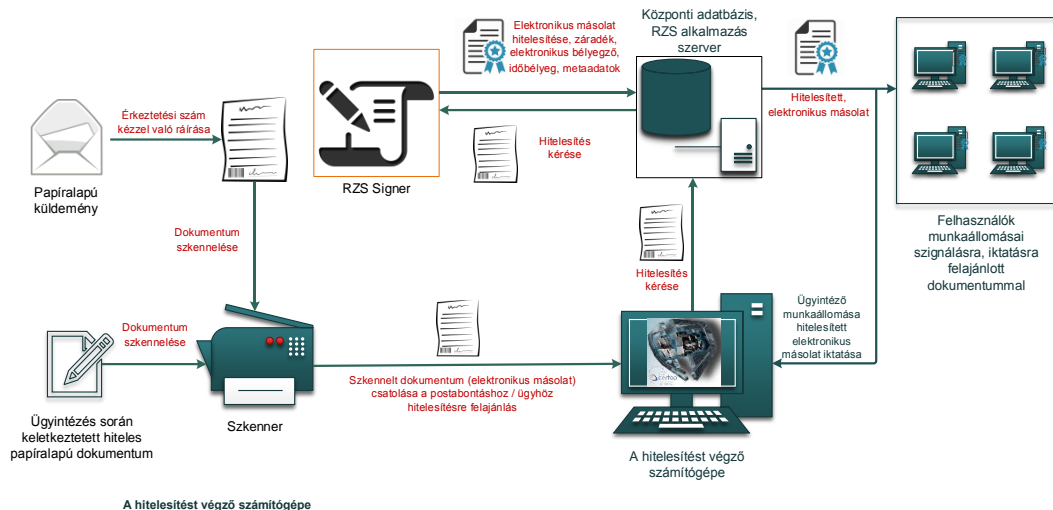 Elektronikus másolat
hitelesítése, záradék,
elektronikus bélyegző,
időbélyeg, metaadatok
Központi adatbázis,
RZS alkalmazás
szerver
Érkeztetési szám
kézzel való ráírása
Hitelesített,
elektronikus másolat
Hitelesítés
kérése
Papíralapú
küldemény
RZS Signer
Dokumentum
szkennelése
Felhasználók
munkaállomásai
szignálásra, iktatásra
felajánlott
dokumentummal
Hitelesítés
kérése
Ügyintéző
munkaállomása
hitelesített
elektronikus
másolat iktatása
Dokumentum
szkennelése
Szkennelt dokumentum (elektronikus másolat)
csatolása a postabontáshoz / ügyhöz
hitelesítésre felajánlás
Ügyintézés során
keletkeztetett hiteles
papíralapú dokumentum
Szkenner
A hitelesítést végző
számítógépe
A hitelesítést végző számítógépe